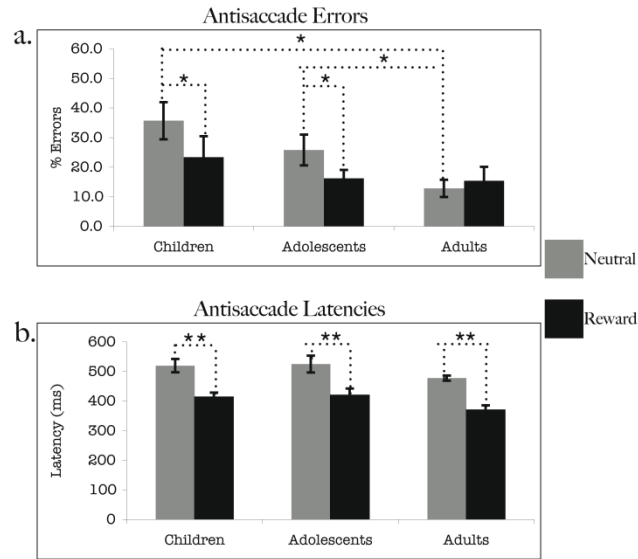 Antisaccade Errors
a.
*
*
*
*
60.0
50.0
40.0
30.0
20.0
10.0
0.0
% Errors
Children Adolescents Adults
Neutral
Reward
Antisaccade Latencies
b.
** ** **
600
500
400
300
200
100
0
Latency (ms)
Children Adolescents Adults